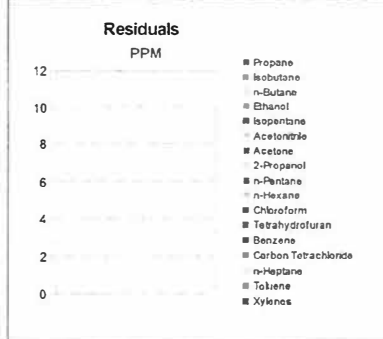 Residuals
PPM
12
10
8
6
4
2
0
Propane
Isobutane
n-Butane
Ethanol
Isopentane
Acetonitrile
Acetone
2-Propanol
n-Pentane
n-Hexane
Chloroform
Tetrahydrofuran
Benzene
Carbon Tetrachloride
n-Heptane
Toluene
Xylenes